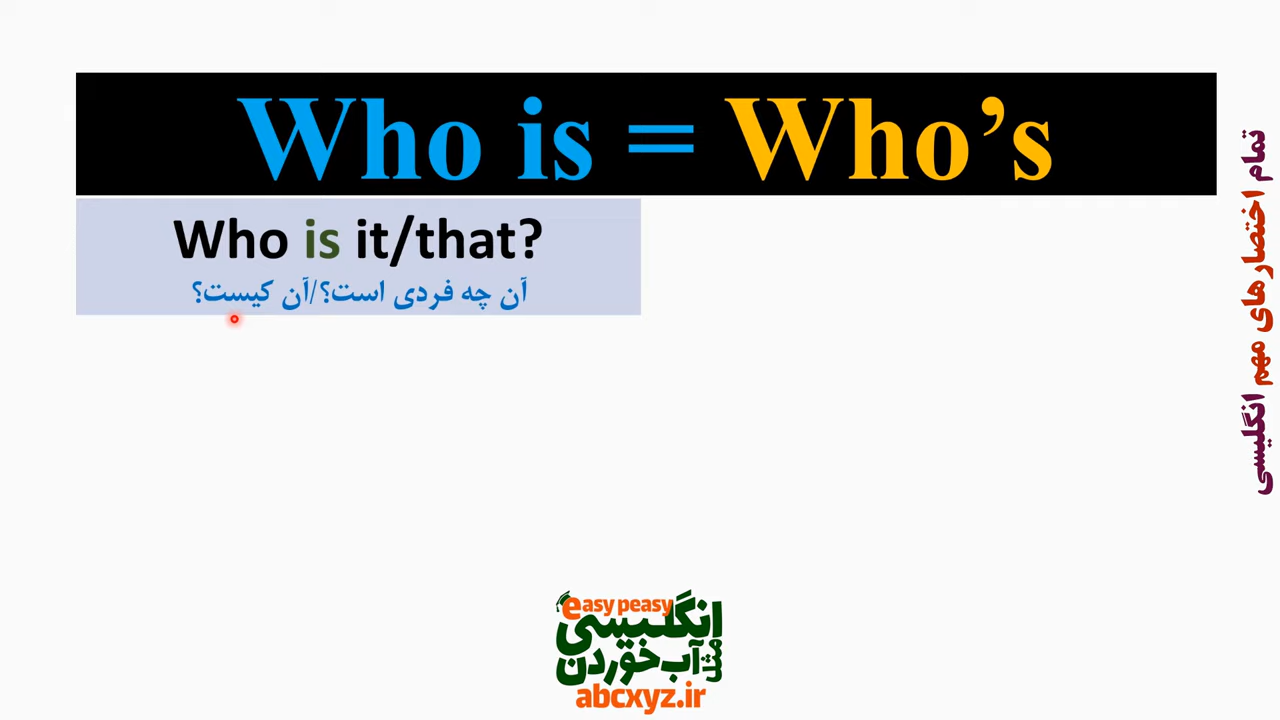 Who is = Who’s
Who is it/that?
آن چه فردی است؟/آن کیست؟
تمام اختصارهای مهم انگلیسی
easy peasy
انگلیسی
مثل آب خوردن
abcxyz.ir